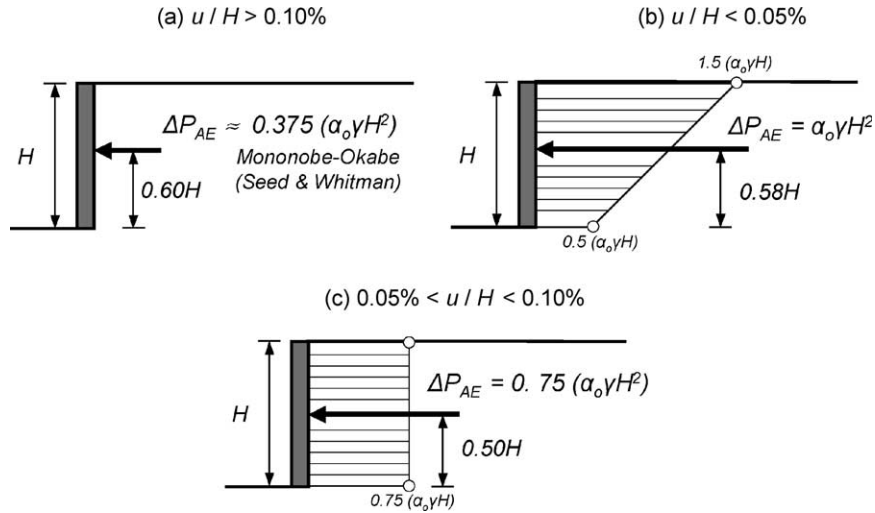 (a) u / H > 0.10%
H
ΔP_AE ≈ 0.375 (α_oγH²)
Mononobe-Okabe
(Seed & Whitman)
0.60H
(b) u / H < 0.05%
1.5 (α_oγH)
H
ΔP_AE = α_oγH²
0.58H
0.5 (α_oγH)
(c) 0.05% < u / H < 0.10%
H
ΔP_AE = 0. 75 (α_oγH²)
0.50H
0.75 (α_oγH)